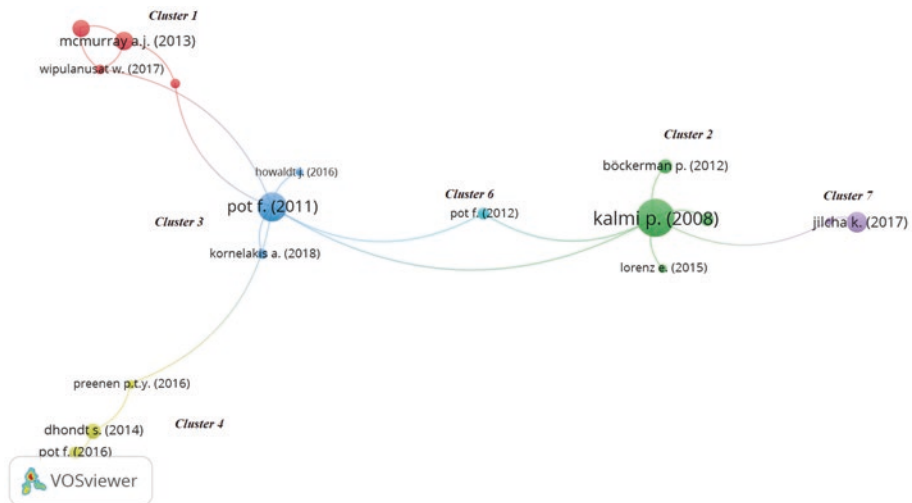 Cluster 1
mcmurray a.j. (2013)
wipulanusat w. (2017)
Cluster 2
böckerman p. (2012)
howaldt j. (2016)
Cluster 6
Cluster 7
pot f. (2011)
pot f. (2012)
kalmi p. (2008)
jilcha k. (2017)
Cluster 3
kornelakis a. (2018)
lorenz e. (2015)
preenen p.t.y. (2016)
Cluster 4
dhondt s. (2014)
pot f. (2016)
VOSviewer